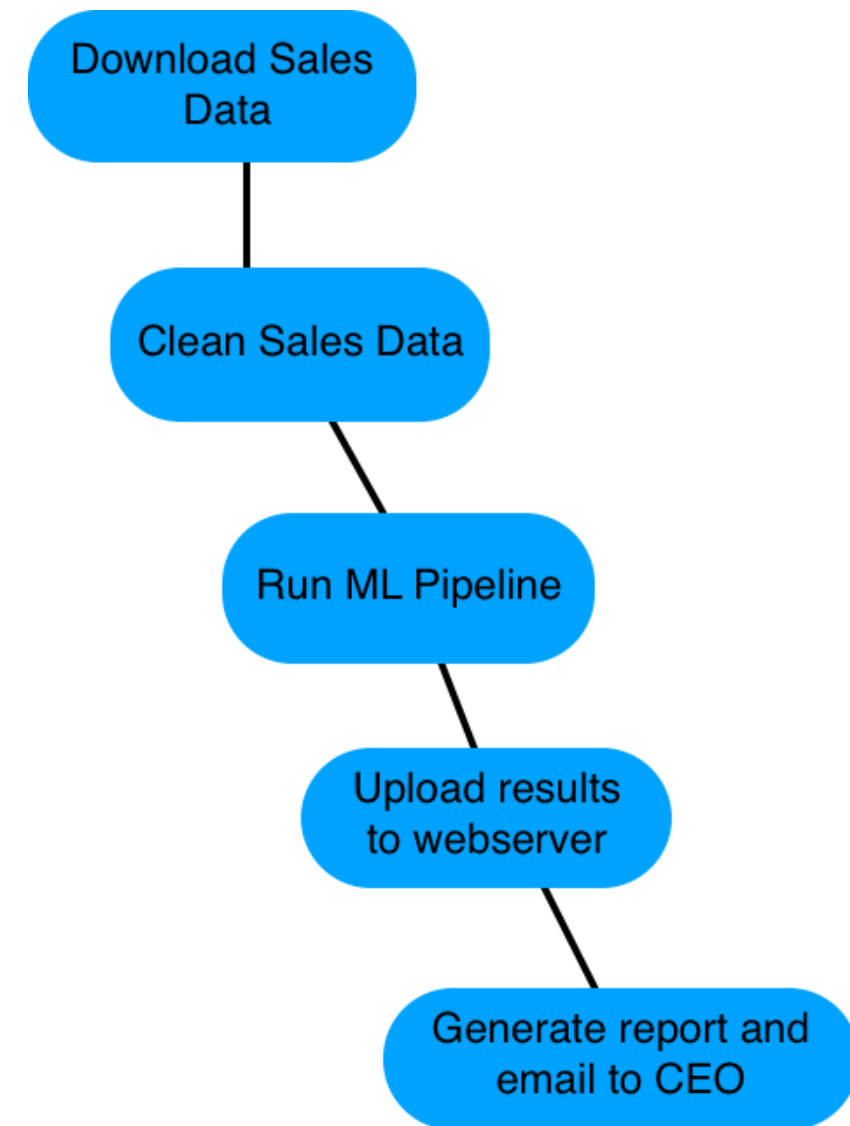 Download Sales
Data
Clean Sales Data
Run ML Pipeline
Upload results
to webserver
Generate report and
email to CEO